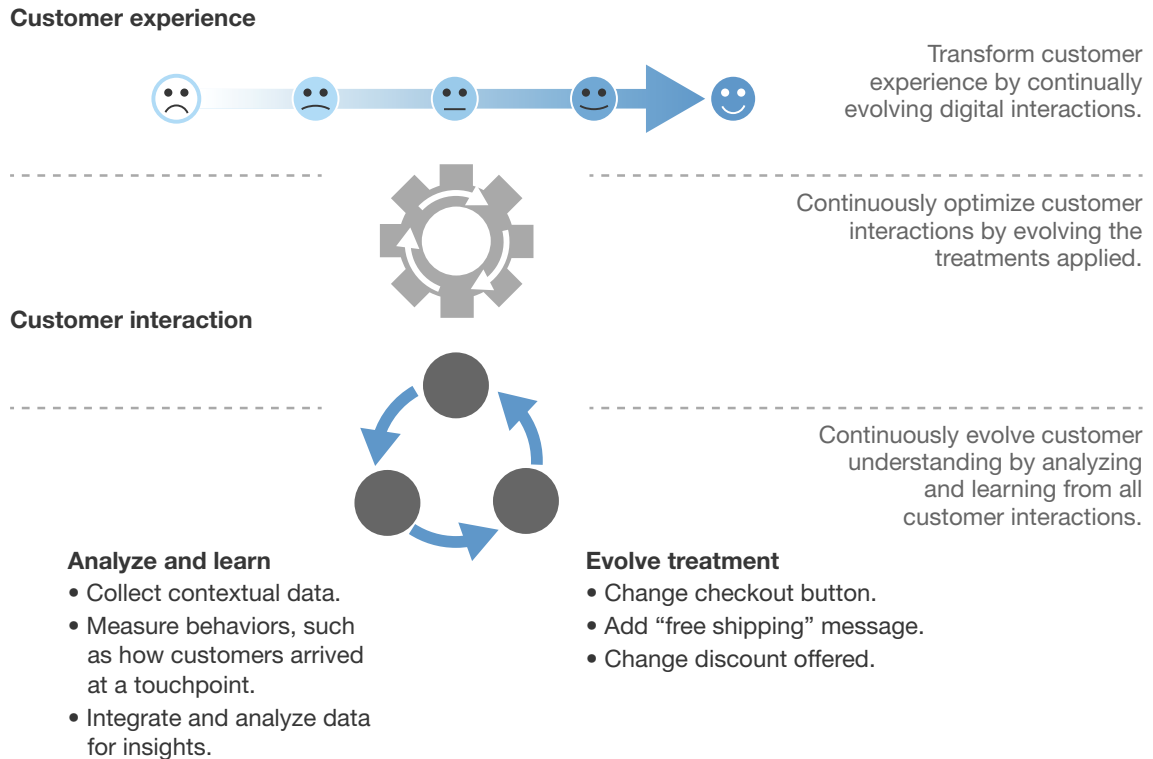 Customer experience
Transform customer
experience by continually
evolving digital interactions.
Continuously optimize customer
interactions by evolving the
treatments applied.
Customer interaction
Continuously evolve customer
understanding by analyzing
and learning from all
customer interactions.
Analyze and learn
• Collect contextual data.
• Measure behaviors, such
as how customers arrived
at a touchpoint.
• Integrate and analyze data
for insights.
Evolve treatment
• Change checkout button.
• Add “free shipping” message.
• Change discount offered.